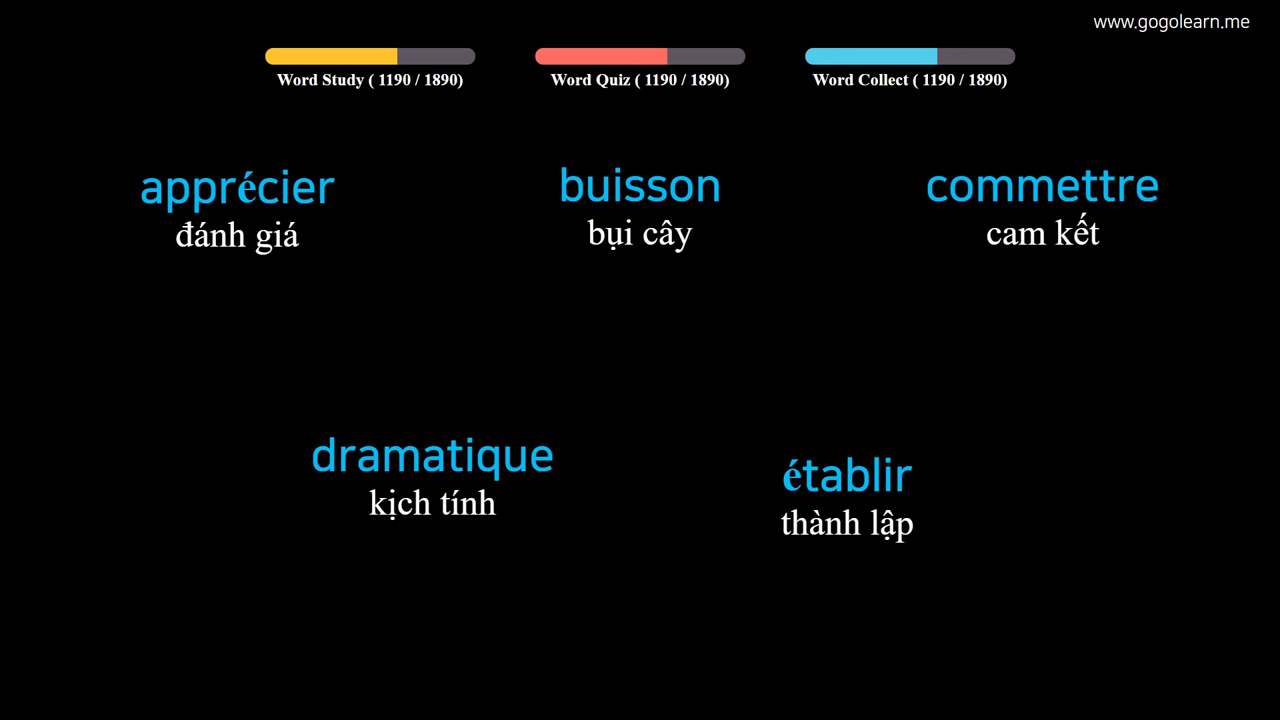 www.gogolearn.me
Word Study ( 1190 / 1890)
Word Quiz ( 1190 / 1890)
Word Collect ( 1190 / 1890)
apprécier
đánh giá
buisson
bụi cây
commettre
cam kết
dramatique
kịch tính
établir
thành lập